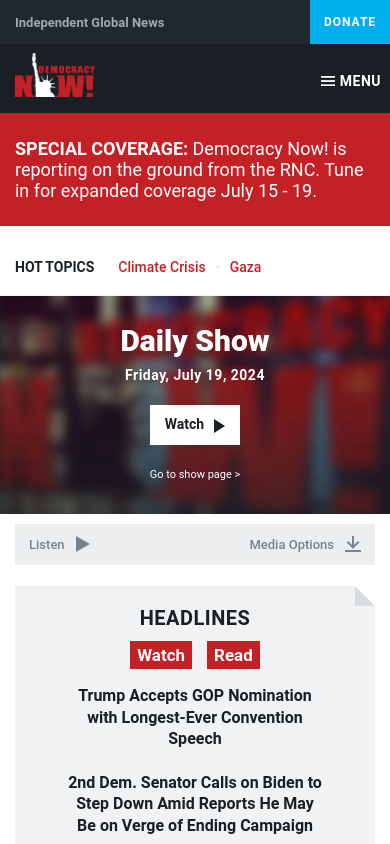 Independent Global News
DONATE
DEMOCRACY
NOW!
MENU
SPECIAL COVERAGE: Democracy Now! is
reporting on the ground from the RNC. Tune
in for expanded coverage July 15 - 19.
HOT TOPICS
Climate Crisis
Gaza
Daily Show
Friday, July 19, 2024
Watch
Go to show page >
Listen
Media Options
HEADLINES
Watch
Read
Trump Accepts GOP Nomination
with Longest-Ever Convention
Speech
2nd Dem. Senator Calls on Biden to
Step Down Amid Reports He May
Be on Verge of Ending Campaign